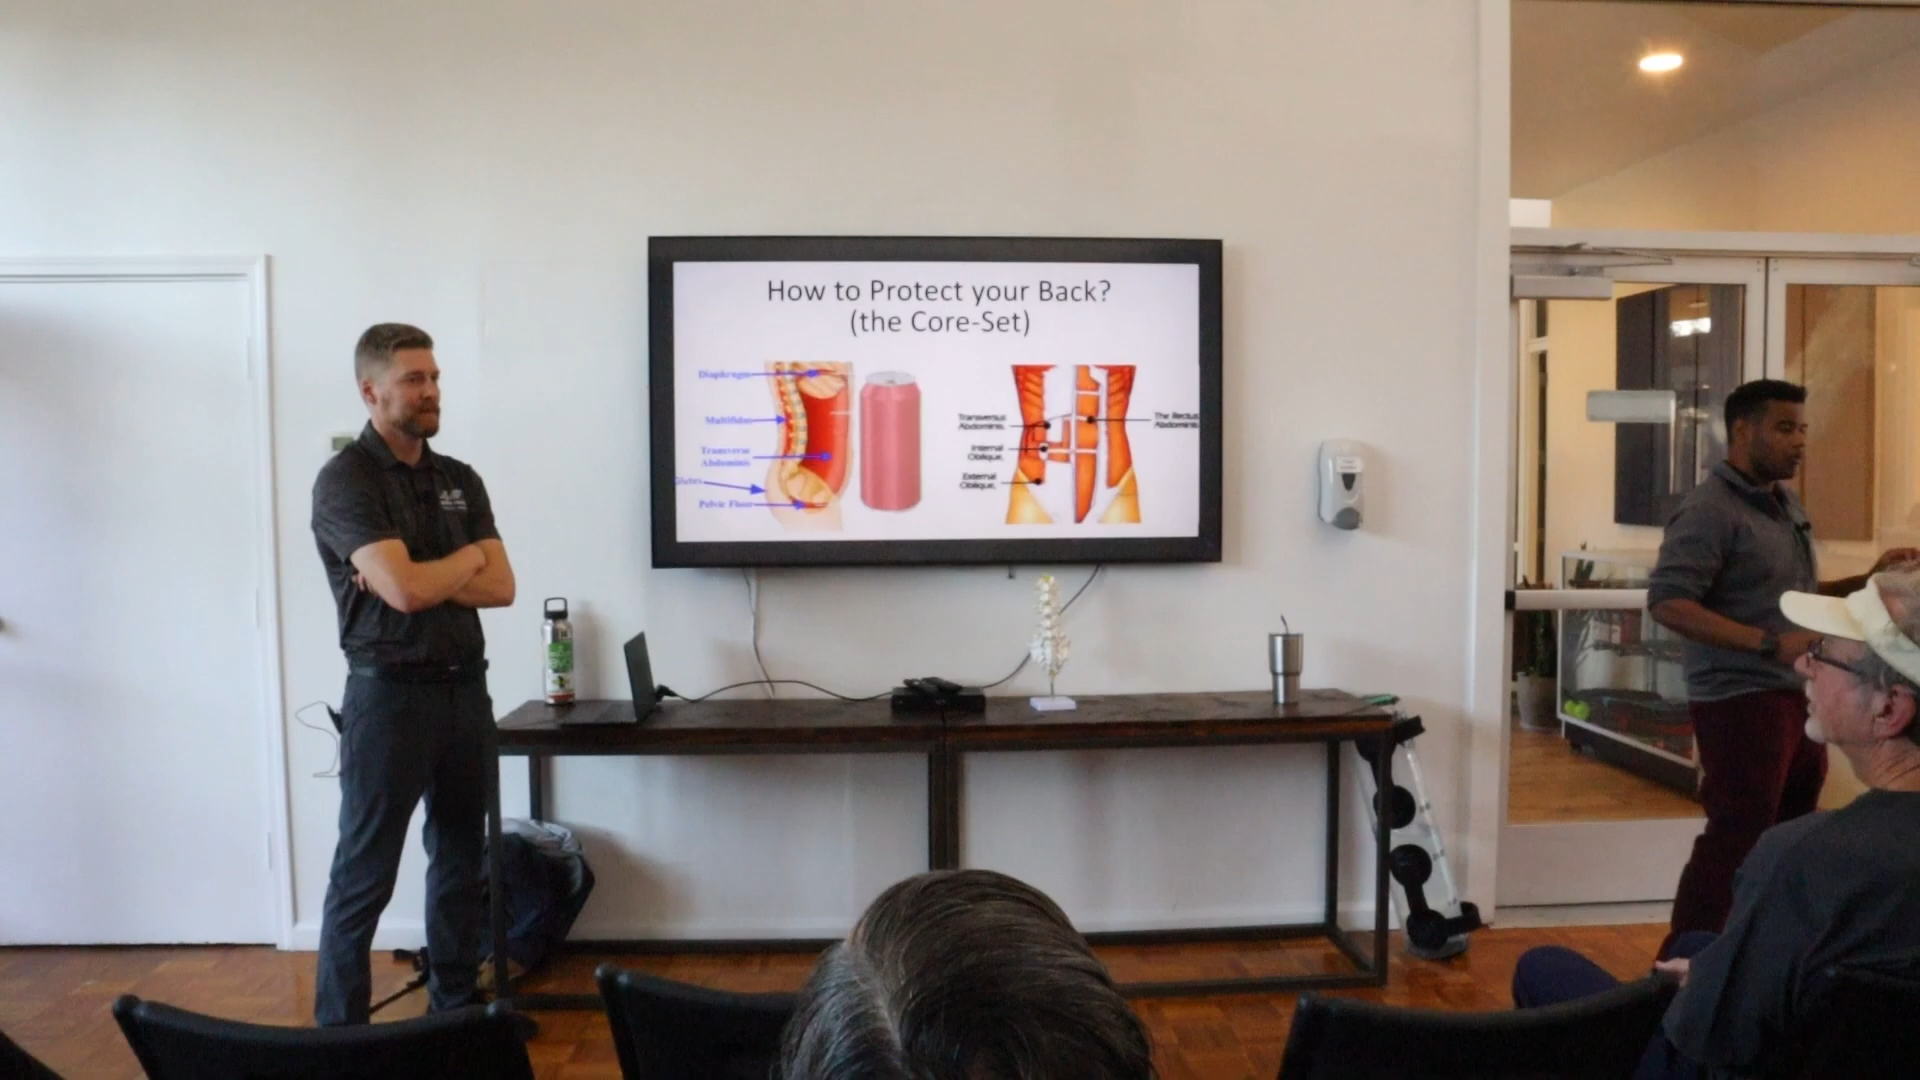 How to Protect your Back?
(the Core-Set)
Diaphragm
Multifidus
Transverse
Abdominis
Glutes
Pelvic Floor
Transversus
Abdominis.
Internal
Oblique.
External
Oblique.
The Rectus
Abdominis.